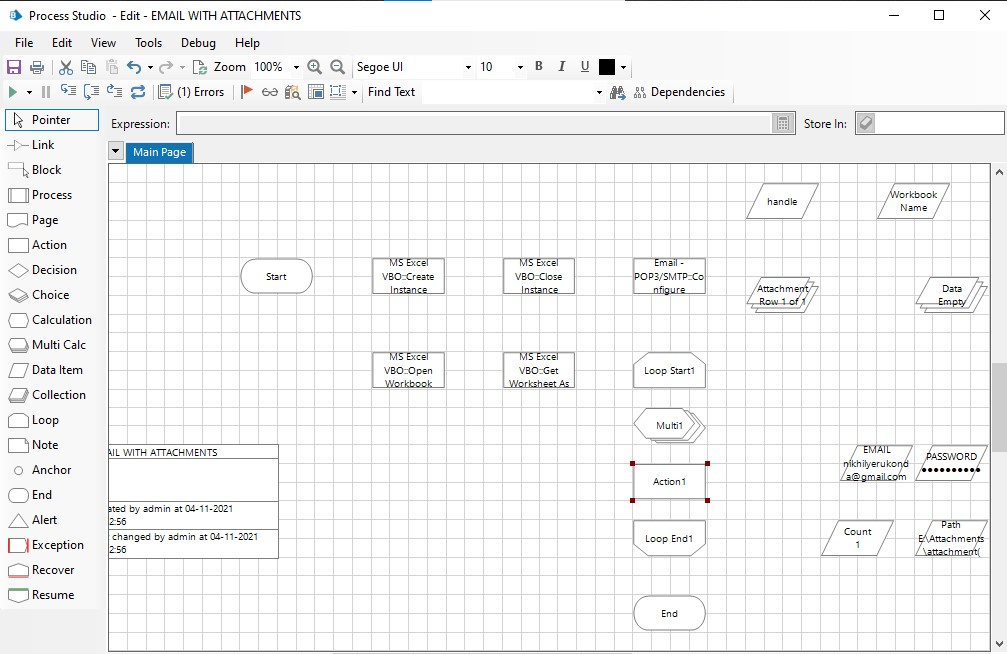 Process Studio - Edit - EMAIL WITH ATTACHMENTS
File Edit View Tools Debug Help
Zoom 100% Segoe UI 10 B I U
(1) Errors Find Text Dependencies
Pointer
Link
Block
Process
Page
Action
Decision
Choice
Calculation
Multi Calc
Data Item
Collection
Loop
Note
Anchor
End
Alert
Exception
Recover
Resume
Expression:
Store In:
Main Page
handle
Workbook
Name
Start
MS Excel
VBO::Create
Instance
MS Excel
VBO::Close
Instance
Email -
POP3/SMTP::Co
nfigure
Attachment
Row 1 of 1
Data
Empty
MS Excel
VBO::Open
Workbook
MS Excel
VBO::Get
Worksheet As
Loop Start1
Multi1
AIL WITH ATTACHMENTS
EMAIL
nikhilyerukond
a@gmail.com
PASSWORD
••••••••••
Action1
ated by admin at 04-11-2021
2:56
changed by admin at 04-11-2021
2:56
Loop End1
Count
1
Path
E:\Attachments
\attachment(
End